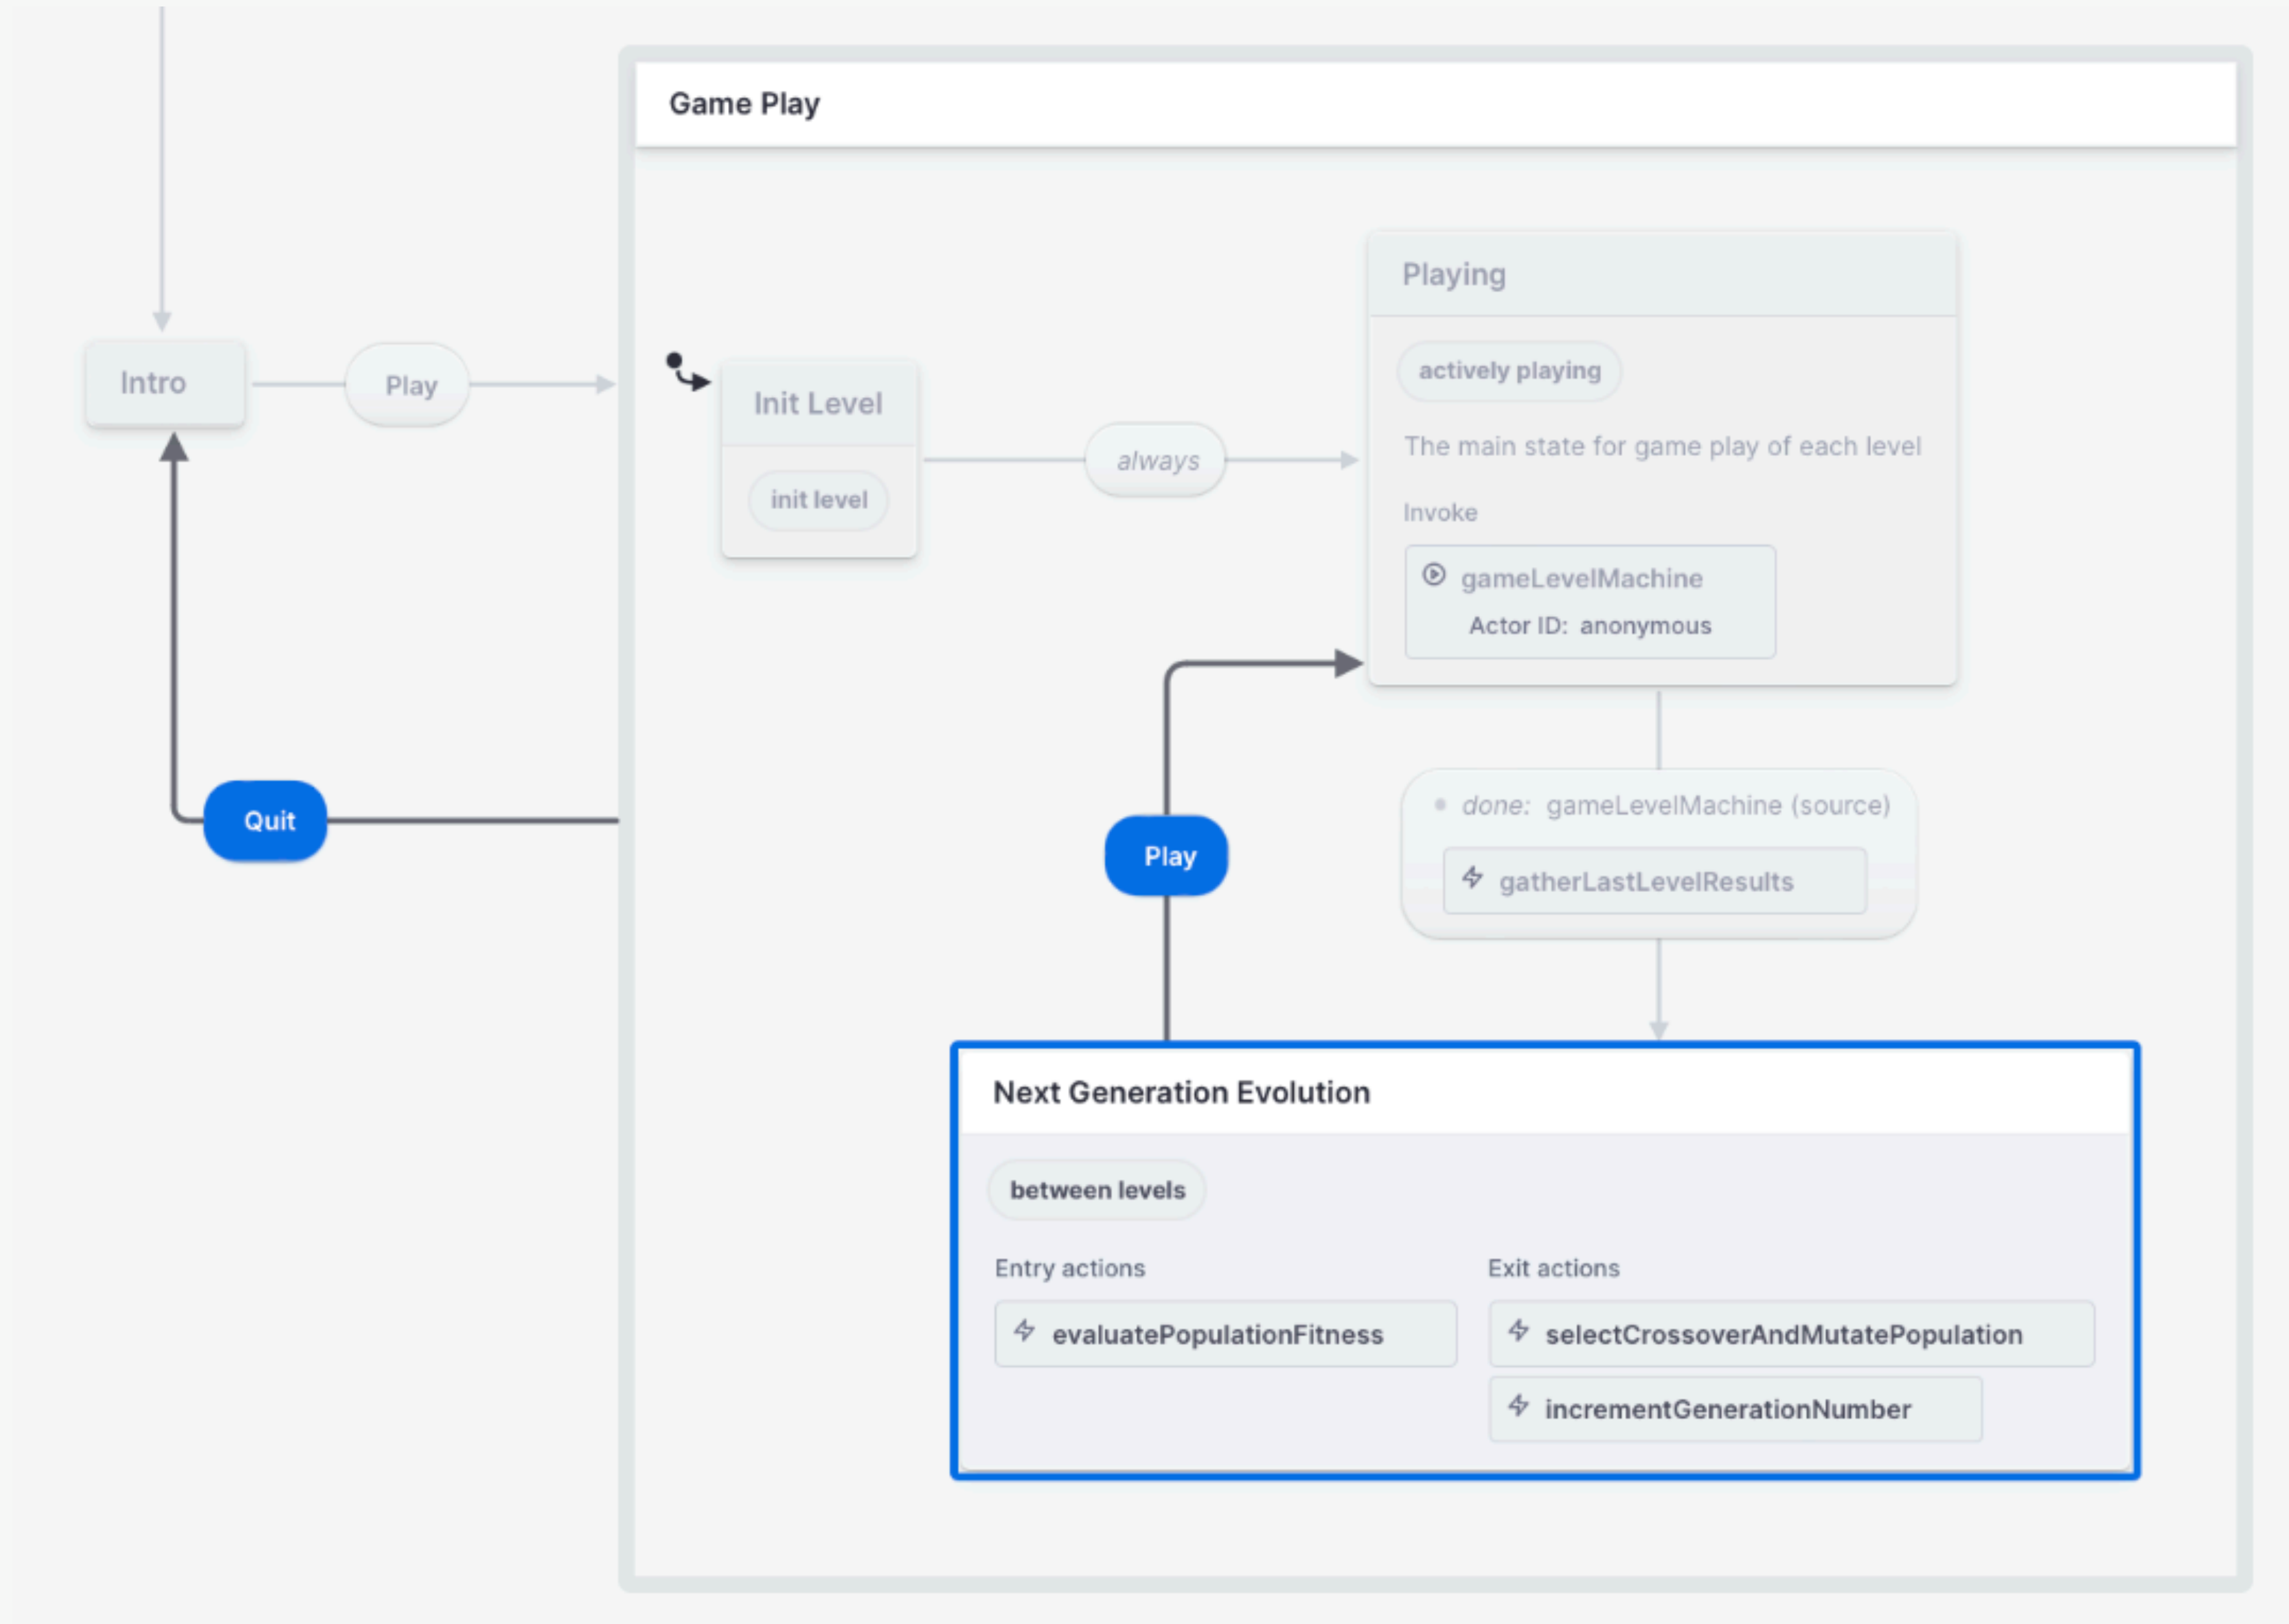 Game Play
Intro
Play
Init Level
init level
always
Playing
actively playing
The main state for game play of each level
Invoke
gameLevelMachine
Actor ID: anonymous
Quit
Play
done: gameLevelMachine (source)
gatherLastLevelResults
Next Generation Evolution
between levels
Entry actions
evaluatePopulationFitness
Exit actions
selectCrossoverAndMutatePopulation
incrementGenerationNumber